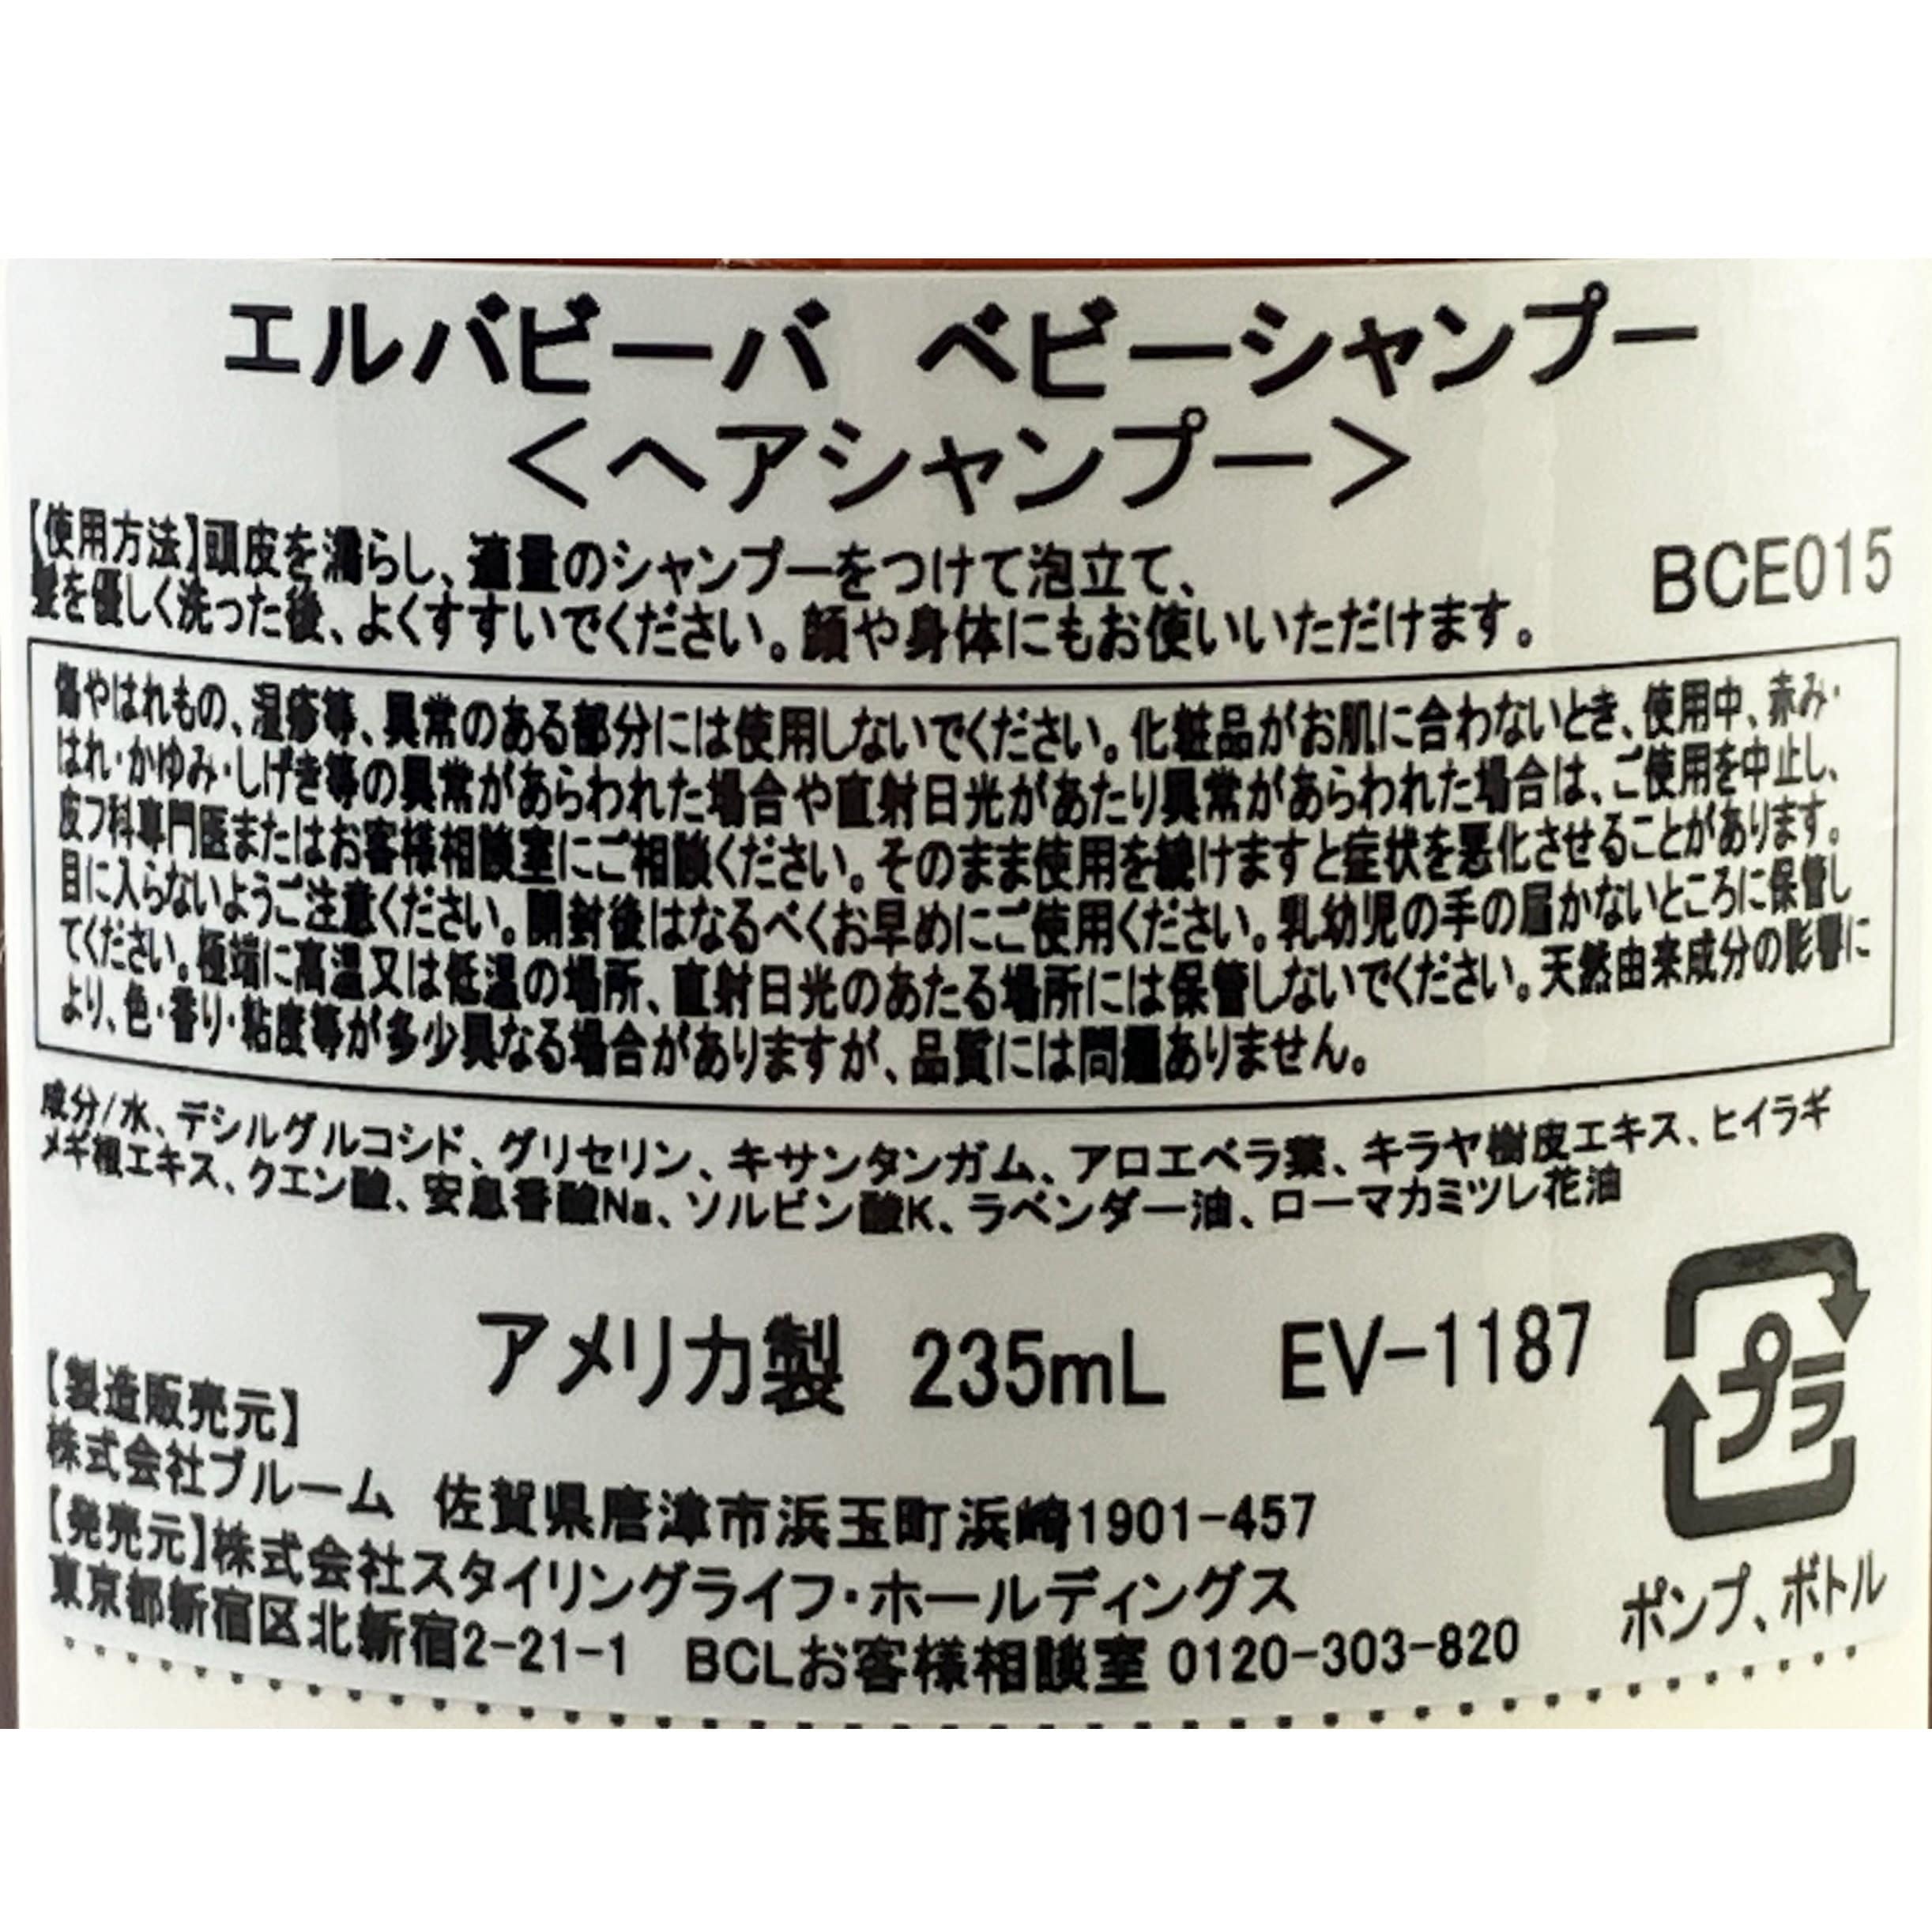 エルバビーバ ベビーシャンプー
＜ヘアシャンプー＞
【使用方法】頭皮を濡らし、適量のシャンプーをつけて泡立て、
髪を優しく洗った後、よくすすいでください。顔や身体にもお使いいただけます。
BCE015
傷やはれもの、湿疹等、異常のある部分には使用しないでください。化粧品がお肌に合わないとき、使用中、赤み・
はれ・かゆみ・しげき等の異常があらわれた場合や直射日光があたり異常があらわれた場合は、ご使用を中止し、
皮フ科専門医またはお客様相談室にご相談ください。そのまま使用を続けますと症状を悪化させることがあります。
目に入らないようご注意ください。開封後はなるべくお早めにご使用ください。乳幼児の手の届かないところに保管し
てください。極端に高温又は低温の場所、直射日光のあたる場所には保管しないでください。天然由来成分の影響に
より、色・香り・粘度等が多少異なる場合がありますが、品質には問題ありません。
成分/水、デシルグルコシド、グリセリン、キサンタンガム、アロエベラ葉、キラヤ樹皮エキス、ヒイラギ
メギ根エキス、クエン酸、安息香酸Na、ソルビン酸K、ラベンダー油、ローマカミツレ花油
アメリカ製 235mL EV-1187
プラ
ポンプ、ボトル
【製造販売元】
株式会社ブルーム 佐賀県唐津市浜玉町浜崎1901-457
【発売元】株式会社スタイリングライフ・ホールディングス
東京都新宿区北新宿2-21-1 BCLお客様相談室 0120-303-820